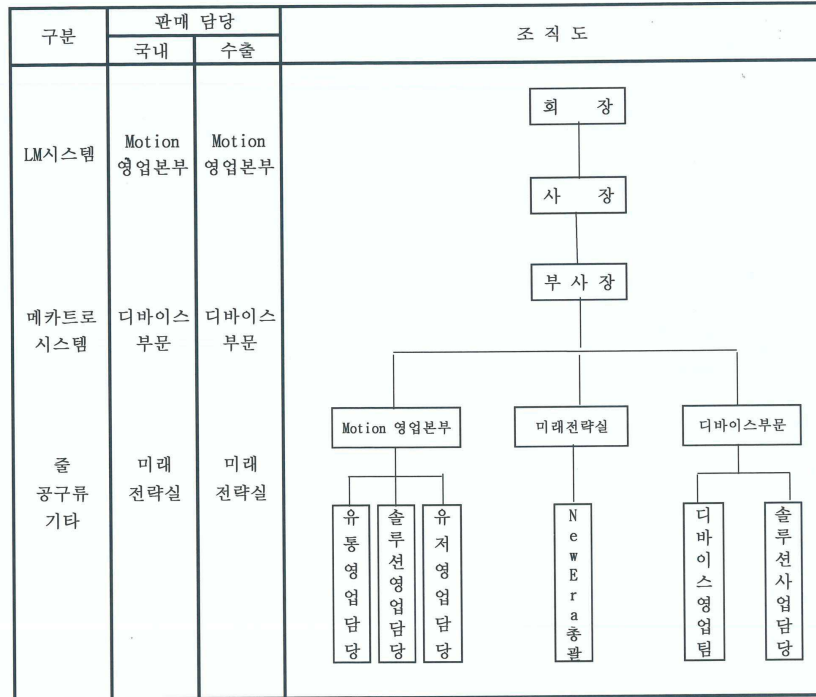 구분
판매 담당
국내
수출
조 직 도
LM시스템
Motion
영업본부
Motion
영업본부
메카트로
시스템
디바이스
부문
디바이스
부문
줄
공구류
기타
미래
전략실
미래
전략실
회 장
사 장
부 사 장
Motion 영업본부
미래전략실
디바이스부문
유통영업담당
솔루션영업담당
유저영업담당
NewEra총괄
디바이스영업팀
솔루션사업담당